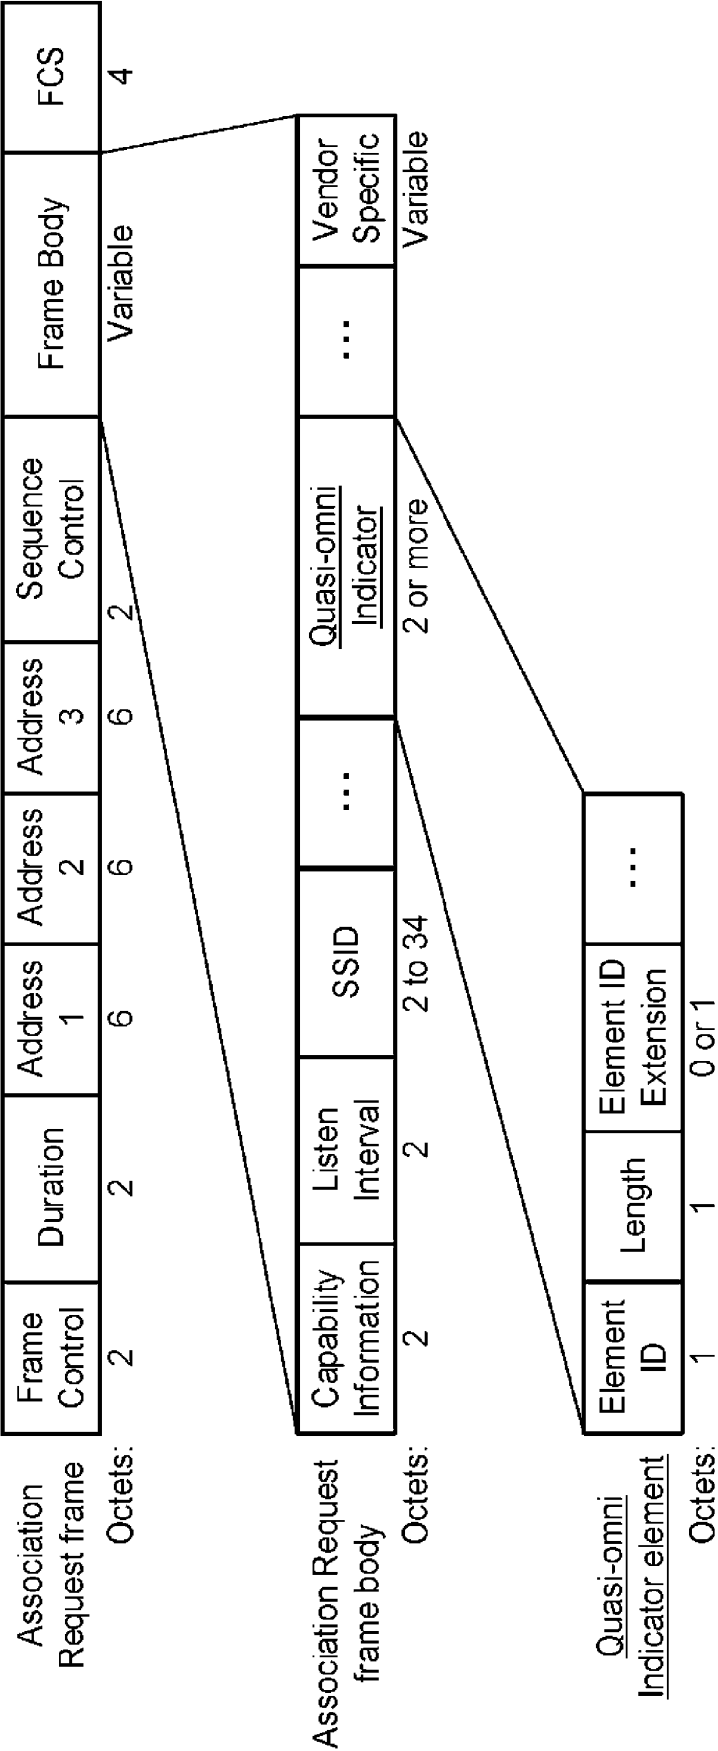 Association
Request frame
Frame
Control
Duration
Address
1
Address
2
Address
3
Sequence
Control
Frame Body
FCS
Octets:
2
2
6
6
6
2
Variable
4
Association Request
frame body
Capability
Information
Listen
Interval
SSID
...
Quasi-omni
Indicator
...
Vendor
Specific
Octets:
2
2
2 to 34
2 or more
Variable
Quasi-omni
Indicator element
Element
ID
Length
Element ID
Extension
...
Octets:
1
1
0 or 1